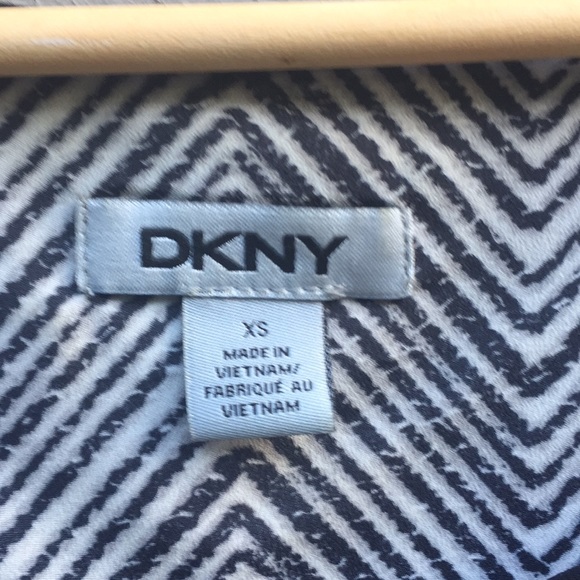 DKNY
XS
MADE IN
VIETNAM/
FABRIQUÉ AU
VIETNAM